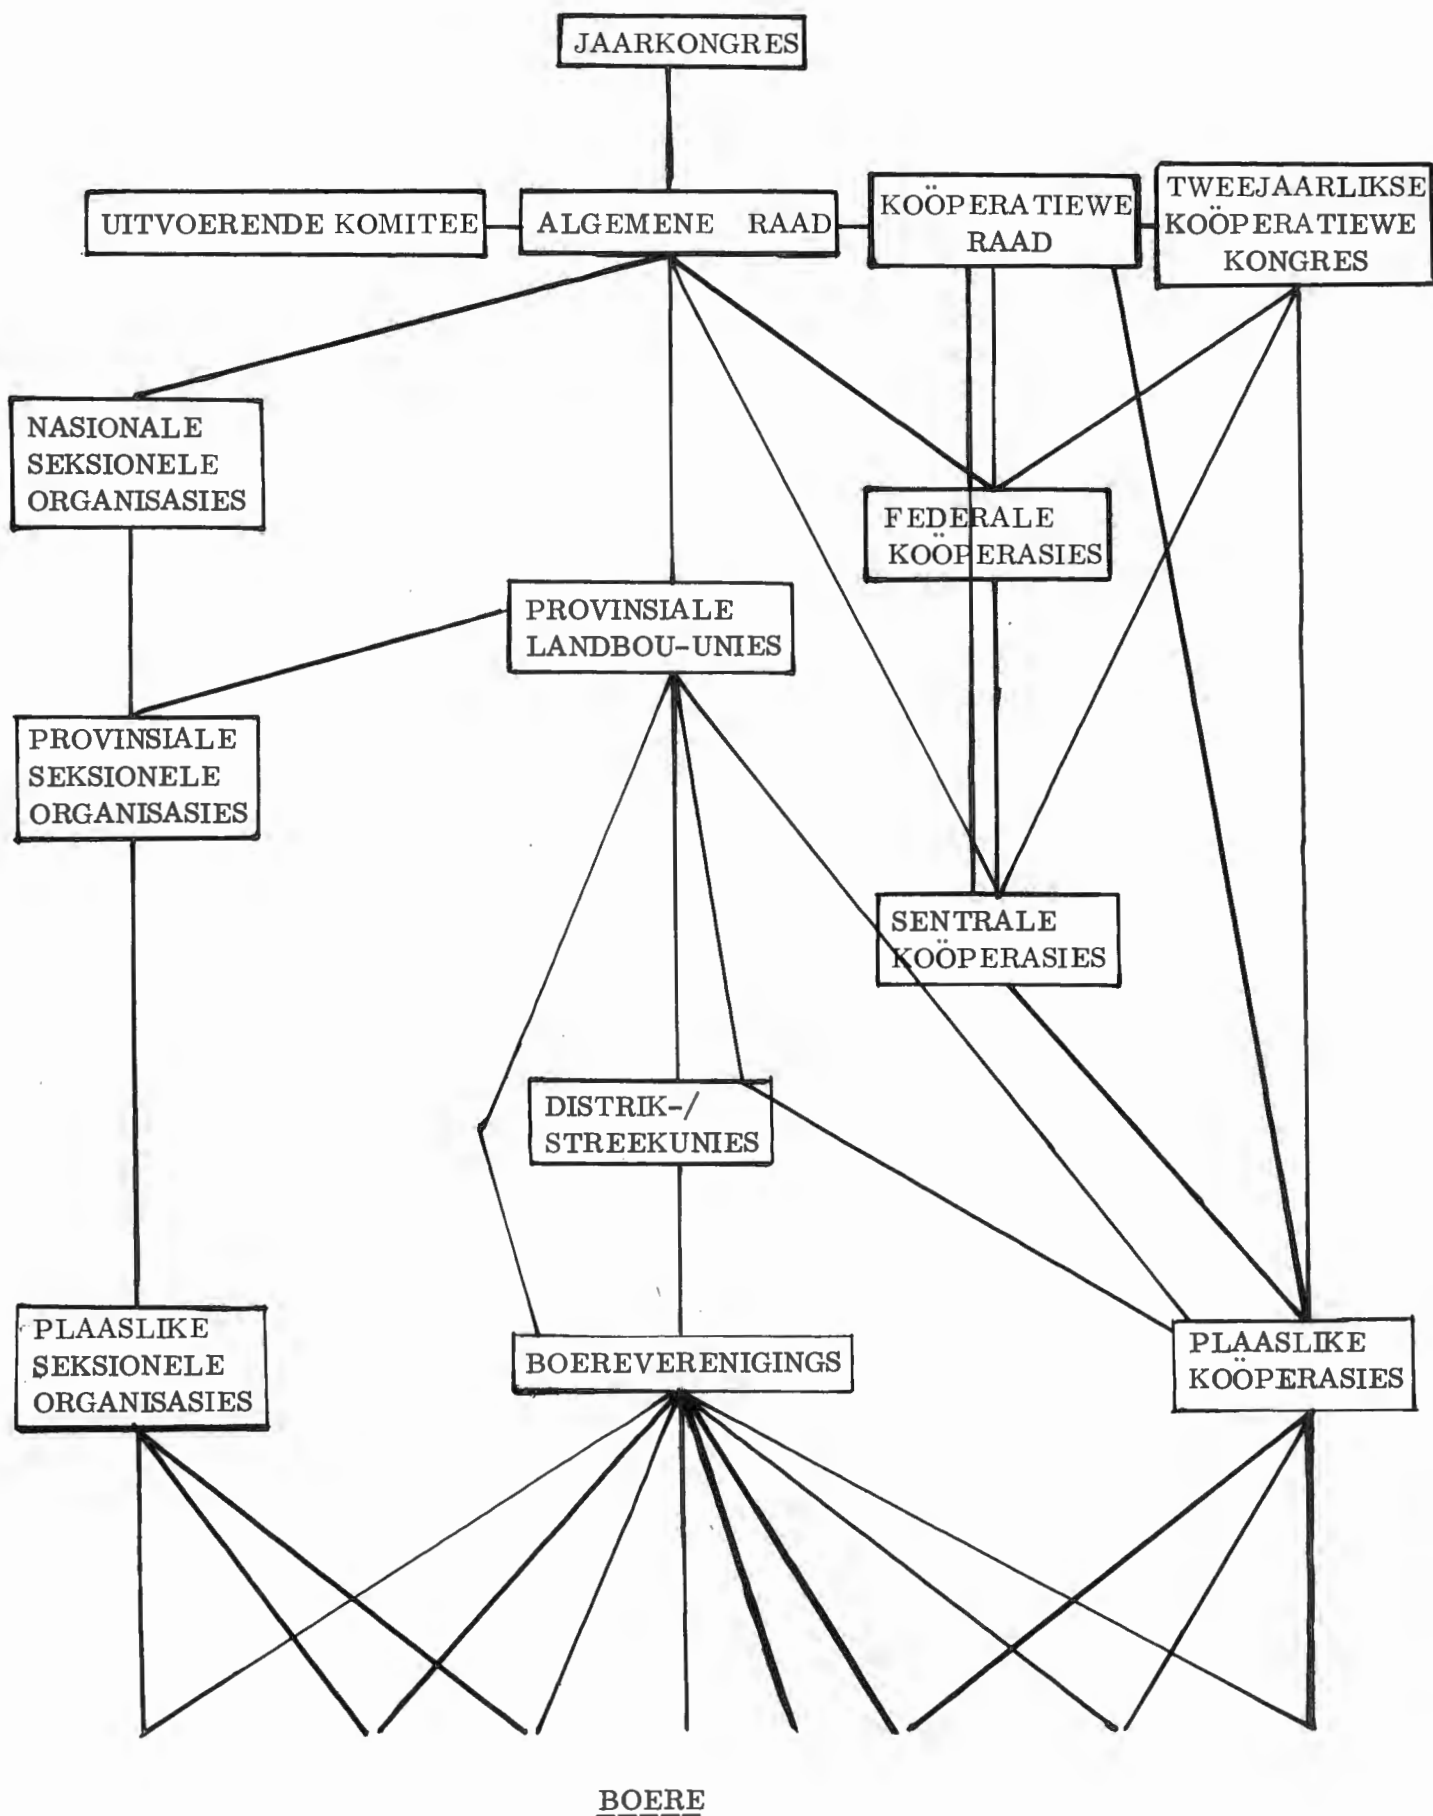 JAARKONGRES
UITVOERENDE KOMITEE
ALGEMENE RAAD
KOÖPERATIEWE
RAAD
TWEEJAARLIKSE
KOÖPERATIEWE
KONGRES
NASIONALE
SEKSIONELE
ORGANISASIES
FEDERALE
KOÖPERASIES
PROVINSIALE
LANDBOU-UNIES
PROVINSIALE
SEKSIONELE
ORGANISASIES
SENTRALE
KOÖPERASIES
DISTRIK-/
STREEKUNIES
PLAASLIKE
SEKSIONELE
ORGANISASIES
BOEREVERENIGINGS
PLAASLIKE
KOÖPERASIES
BOERE